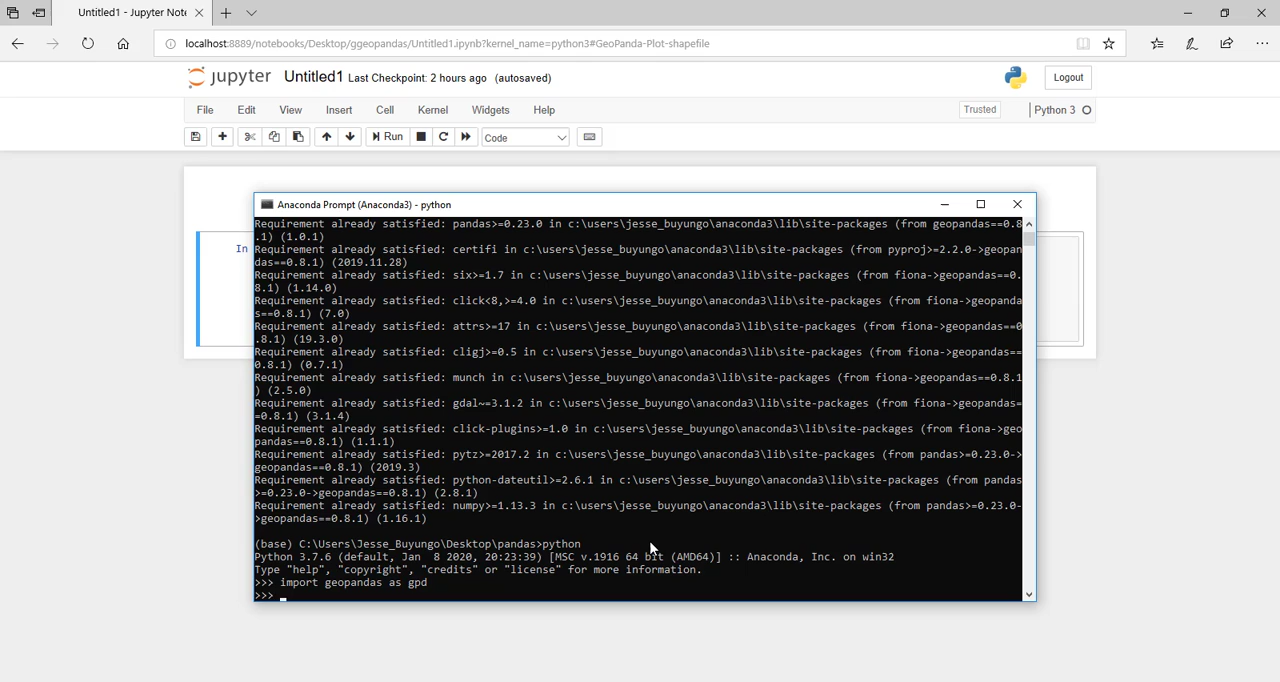 Untitled1 - Jupyter Note
localhost:8889/notebooks/Desktop/ggeopandas/Untitled1.ipynb?kernel_name=python3#GeoPanda-Plot-shapefile
jupyter Untitled1 Last Checkpoint: 2 hours ago (autosaved)
Logout
File Edit View Insert Cell Kernel Widgets Help
Trusted
Python 3
Run
Code
In
Anaconda Prompt (Anaconda3) - python
Requirement already satisfied: pandas>=0.23.0 in c:\users\jesse_buyungo\anaconda3\lib\site-packages (from geopandas==0.8
.1) (1.0.1)
Requirement already satisfied: certifi in c:\users\jesse_buyungo\anaconda3\lib\site-packages (from pyproj>=2.2.0->geopan
das==0.8.1) (2019.11.28)
Requirement already satisfied: six>=1.7 in c:\users\jesse_buyungo\anaconda3\lib\site-packages (from fiona->geopandas==0.
8.1) (1.14.0)
Requirement already satisfied: click<8,>=4.0 in c:\users\jesse_buyungo\anaconda3\lib\site-packages (from fiona->geopanda
s==0.8.1) (7.0)
Requirement already satisfied: attrs>=17 in c:\users\jesse_buyungo\anaconda3\lib\site-packages (from fiona->geopandas==0
.8.1) (19.3.0)
Requirement already satisfied: cligj>=0.5 in c:\users\jesse_buyungo\anaconda3\lib\site-packages (from fiona->geopandas==
0.8.1) (0.7.1)
Requirement already satisfied: munch in c:\users\jesse_buyungo\anaconda3\lib\site-packages (from fiona->geopandas==0.8.1
) (2.5.0)
Requirement already satisfied: gdal~=3.1.2 in c:\users\jesse_buyungo\anaconda3\lib\site-packages (from fiona->geopandas=
=0.8.1) (3.1.4)
Requirement already satisfied: click-plugins>=1.0 in c:\users\jesse_buyungo\anaconda3\lib\site-packages (from fiona->geo
pandas==0.8.1) (1.1.1)
Requirement already satisfied: pytz>=2017.2 in c:\users\jesse_buyungo\anaconda3\lib\site-packages (from pandas>=0.23.0->
geopandas==0.8.1) (2019.3)
Requirement already satisfied: python-dateutil>=2.6.1 in c:\users\jesse_buyungo\anaconda3\lib\site-packages (from pandas
>=0.23.0->geopandas==0.8.1) (2.8.1)
Requirement already satisfied: numpy>=1.13.3 in c:\users\jesse_buyungo\anaconda3\lib\site-packages (from pandas>=0.23.0-
>geopandas==0.8.1) (1.16.1)
(base) C:\Users\Jesse_Buyungo\Desktop\pandas>python
Python 3.7.6 (default, Jan  8 2020, 20:23:39) [MSC v.1916 64 bit (AMD64)] :: Anaconda, Inc. on win32
Type "help", "copyright", "credits" or "license" for more information.
>>> import geopandas as gpd
>>>